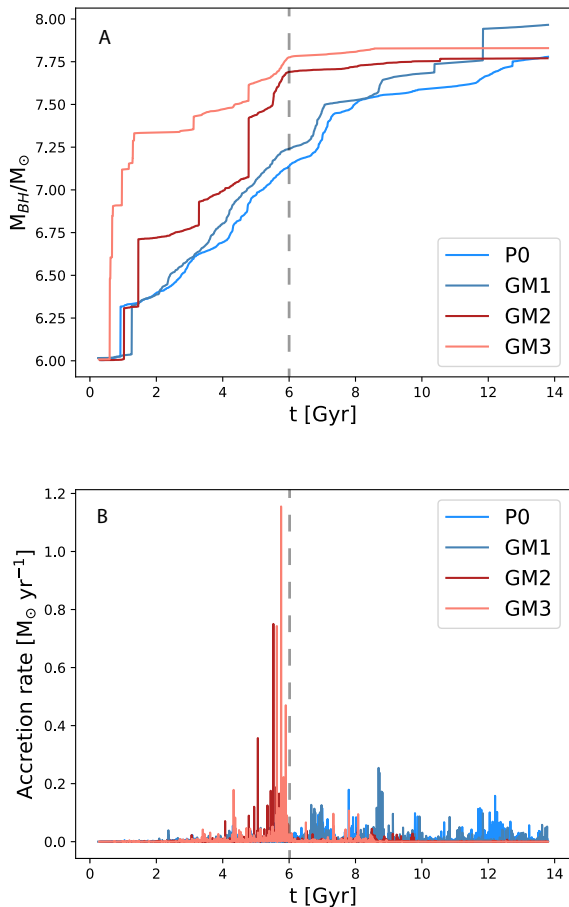 A
8.00
7.75
7.50
7.25
7.00
6.75
6.50
6.25
6.00
M_BH/M_⊙
P0
GM1
GM2
GM3
0 2 4 6 8 10 12 14
t [Gyr]
B
1.2
1.0
0.8
0.6
0.4
0.2
0.0
Accretion rate [M_⊙ yr⁻¹]
P0
GM1
GM2
GM3
0 2 4 6 8 10 12 14
t [Gyr]